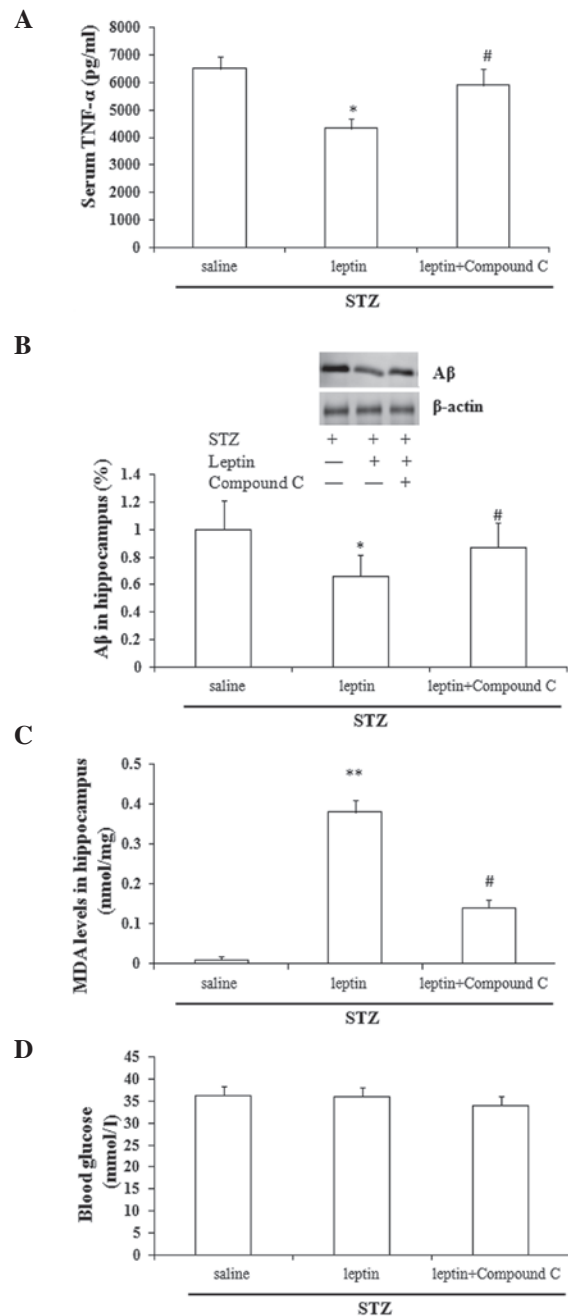 A
Serum TNF-α (pg/ml)
8000
7000
6000
5000
4000
3000
2000
1000
0
*
#
saline leptin leptin+Compound C
STZ
B
Aβ
β-actin
STZ + + +
Leptin — + +
Compound C — — +
Aβ in hippocampus (%)
1.4
1.2
1
0.8
0.6
0.4
0.2
0
*
#
saline leptin leptin+Compound C
STZ
C
MDA levels in hippocampus
(nmol/mg)
0.5
0.4
0.3
0.2
0.1
0
**
#
saline leptin leptin+Compound C
STZ
D
Blood glucose
(mmol/l)
45
40
35
30
25
20
15
10
5
0
saline leptin leptin+Compound C
STZ